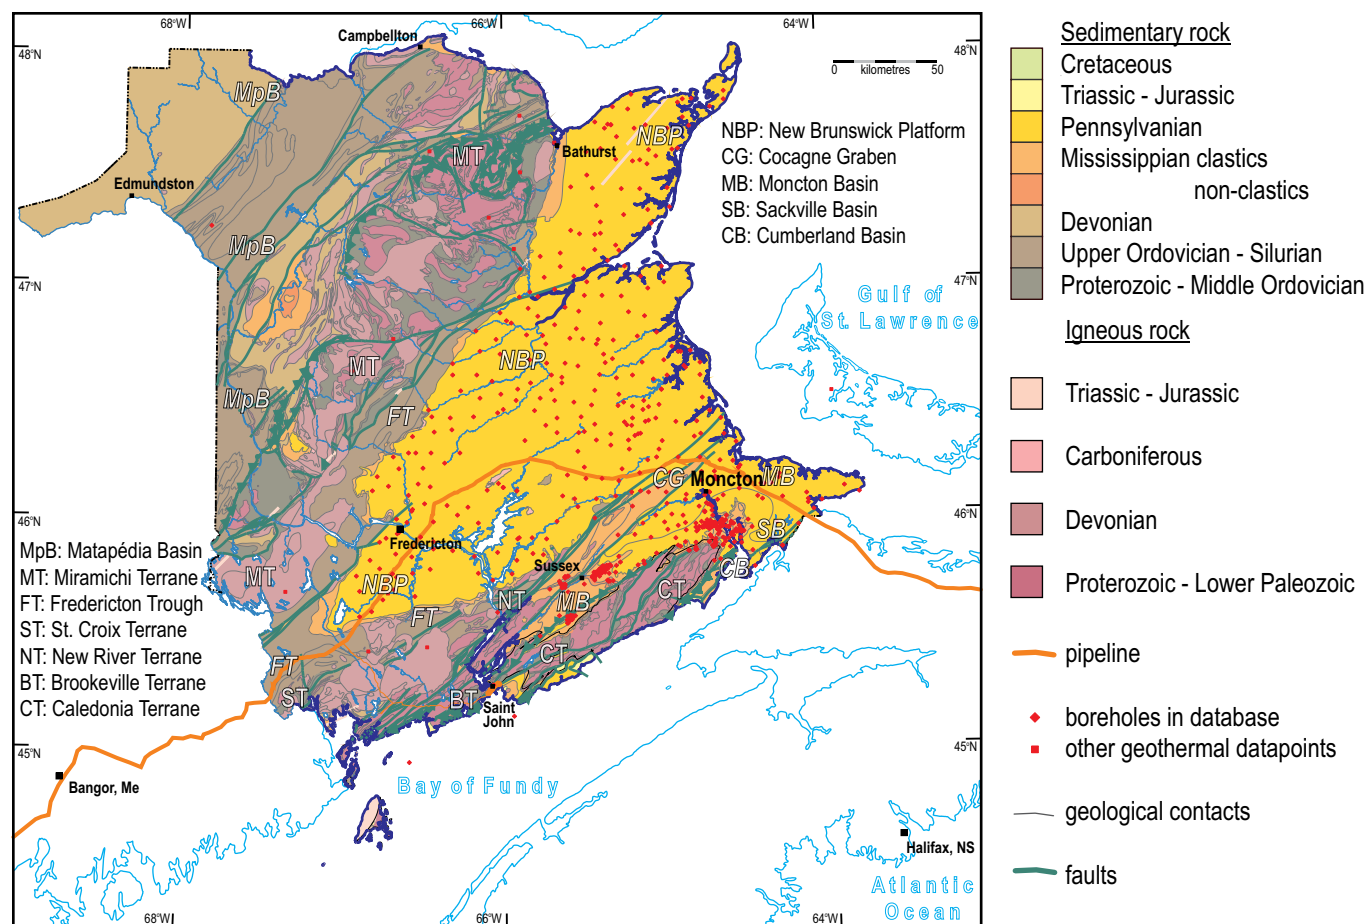 68°W
66°W
64°W
48°N
48°N
Campbellton
0 kilometres 50
MpB
NBP
NBP: New Brunswick Platform
CG: Cocagne Graben
MB: Moncton Basin
SB: Sackville Basin
CB: Cumberland Basin
MT
Bathurst
Edmundston
MpB
47°N
47°N
Gulf of
St. Lawrence
MT
NBP
MpB
FT
CG
Moncton
MB
46°N
46°N
Fredericton
SB
MpB: Matapédia Basin
MT: Miramichi Terrane
FT: Fredericton Trough
ST: St. Croix Terrane
NT: New River Terrane
BT: Brookeville Terrane
CT: Caledonia Terrane
MT
NBP
Sussex
CB
NT
MB
CT
FT
CT
FT
ST
BT
Saint
John
45°N
45°N
Bangor, Me
Bay of Fundy
Halifax, NS
Atlantic
Ocean
68°W
66°W
64°W
Sedimentary rock
Cretaceous
Triassic - Jurassic
Pennsylvanian
Mississippian clastics
non-clastics
Devonian
Upper Ordovician - Silurian
Proterozoic - Middle Ordovician
Igneous rock
Triassic - Jurassic
Carboniferous
Devonian
Proterozoic - Lower Paleozoic
pipeline
boreholes in database
other geothermal datapoints
geological contacts
faults